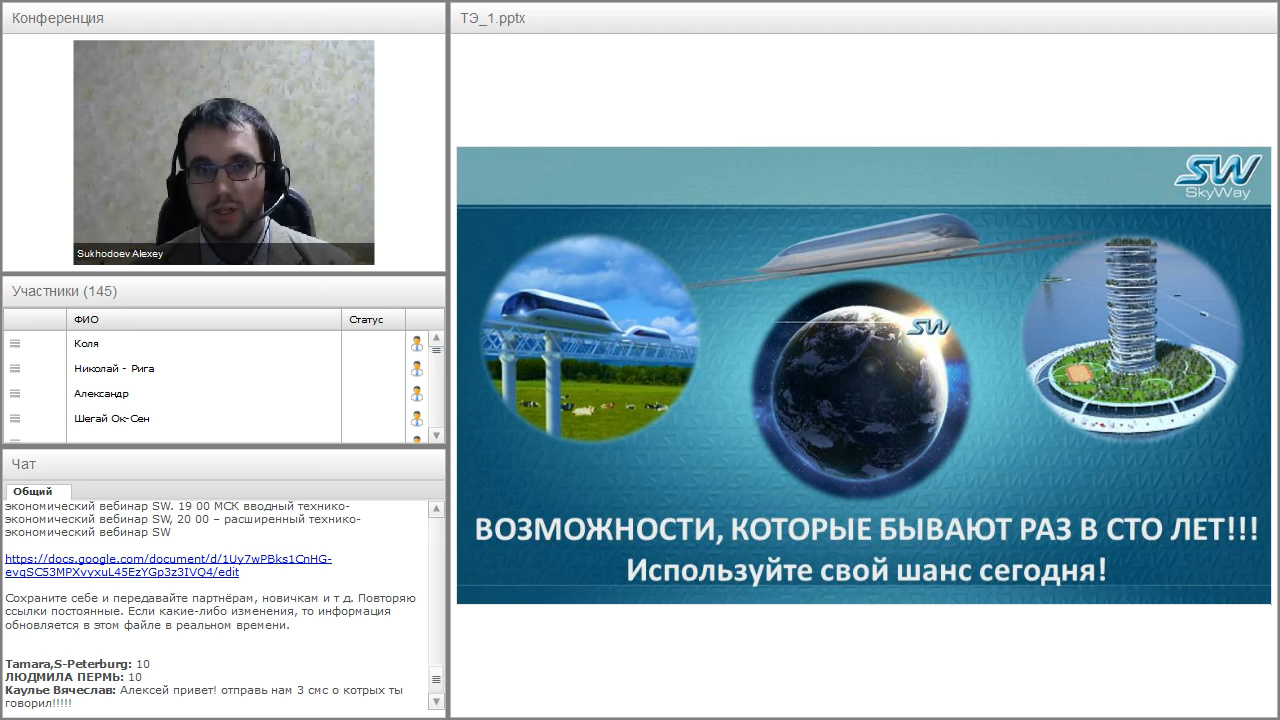 Конференция
Sukhodoev Alexey
Участники (145)
ФИО
Статус
Коля
Николай - Рига
Александр
Шегай Ок-Сен
Чат
Общий
экономический вебинар SW. 19 00 МСК вводный технико-
экономический вебинар SW, 20 00 – расширенный технико-
экономический вебинар SW
https://docs.google.com/document/d/1Uy7wPBks1CnHG-
evqSC53MPXvyxuL45EzYGp3z3IVQ4/edit
Сохраните себе и передавайте партнёрам, новичкам и т д. Повторяю
ссылки постоянные. Если какие-либо изменения, то информация
обновляется в этом файле в реальном времени.
Tamara,S-Peterburg: 10
ЛЮДМИЛА ПЕРМЬ: 10
Каулье Вячеслав: Алексей привет! отправь нам 3 смс о котрых ты
говорил!!!!!
ТЭ_1.pptx
SW
SkyWay
SW
ВОЗМОЖНОСТИ, КОТОРЫЕ БЫВАЮТ РАЗ В СТО ЛЕТ!!!
Используйте свой шанс сегодня!